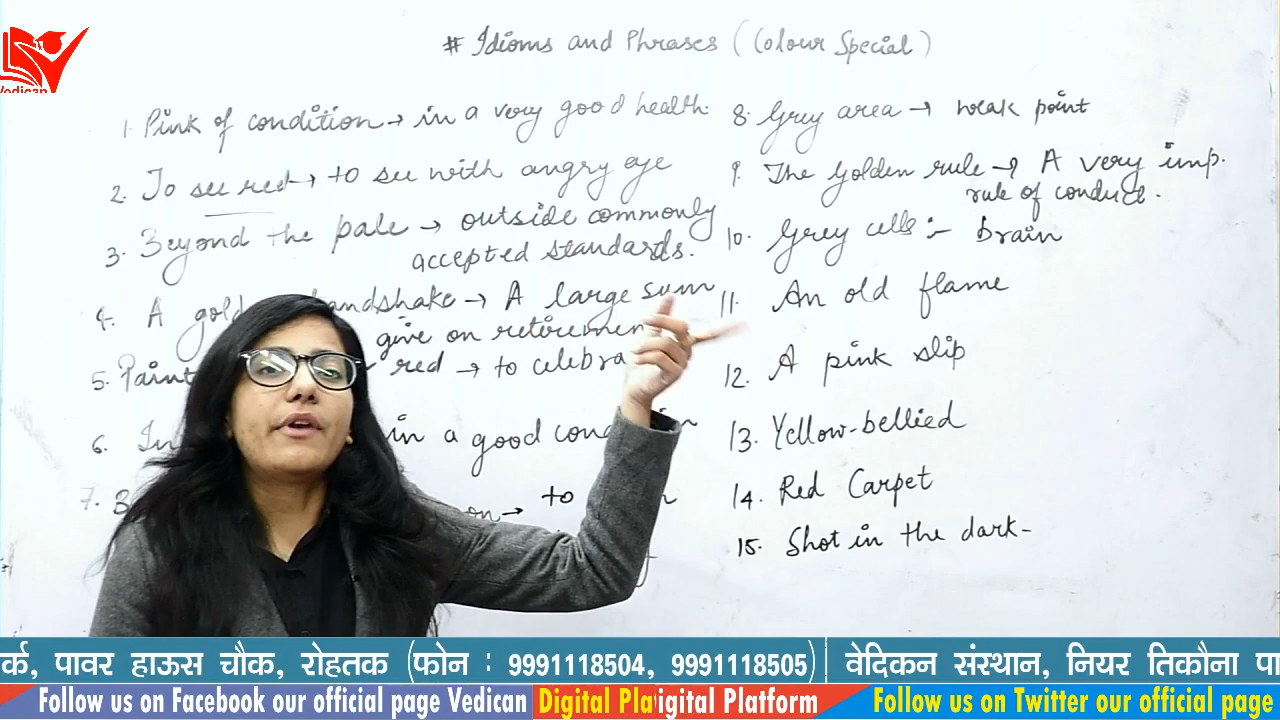 Vedican
# Idioms and Phrases (Colour Special)
1. Pink of condition → in a very good health.
2. To see red → to see with angry eye
3. Beyond the pale → outside commonly
accepted standards.
4. A handshake → A large sum
give on retiremen
5. Paint red → to celebra
6. In in a good con
7. B on → to
8. Grey area → weak point
9. The Golden rule → A very imp.
rule of conduct.
10. Grey cells :- brain
11. An old flame
12. A pink slip
13. Yellow-bellied
14. Red Carpet
15. Shot in the dark-
र्क, पावर हाऊस चौक, रोहतक (फोन : 9991118504, 9991118505) वेदिकन संस्थान, नियर तिकौना पा
Follow us on Facebook our official page Vedican Digital Pla igital Platform Follow us on Twitter our official page